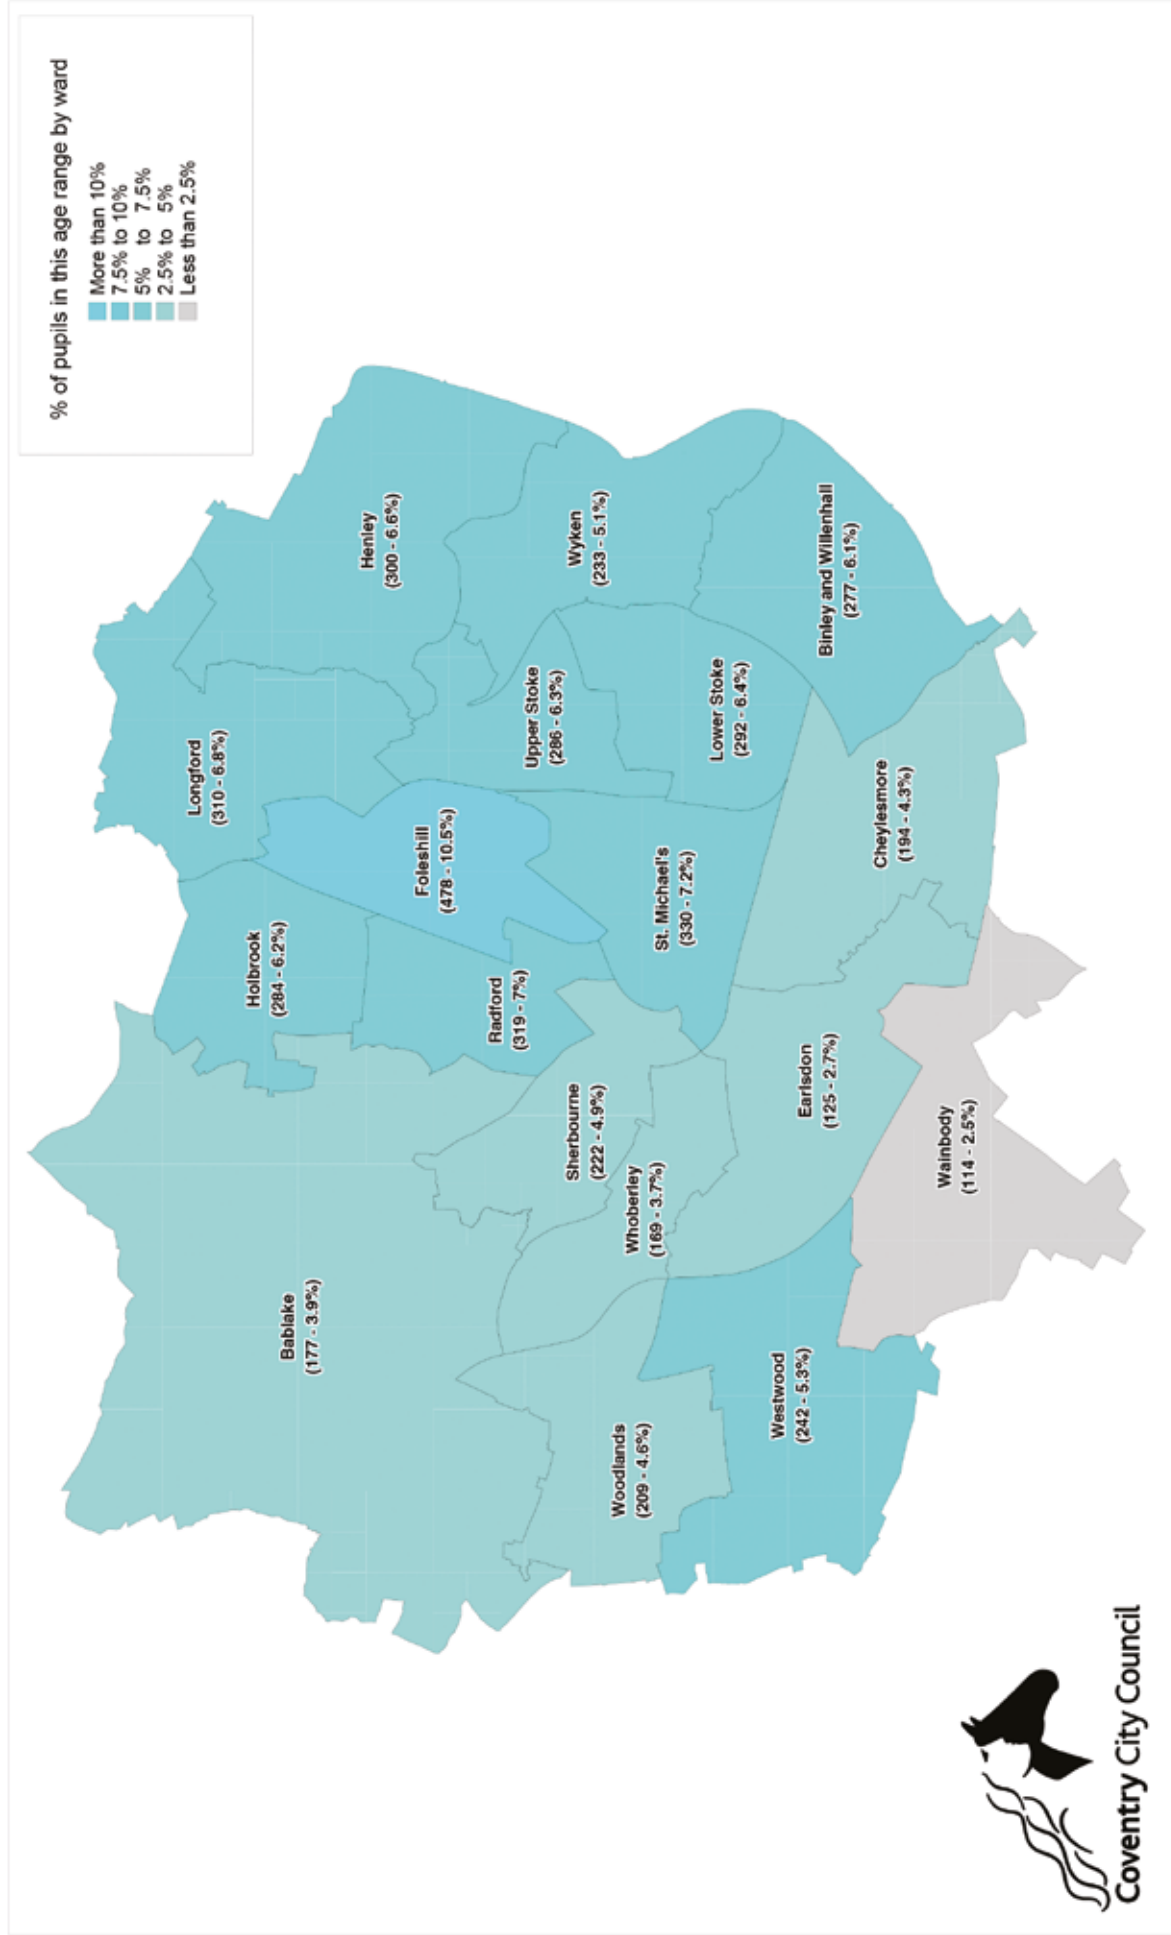 % of pupils in this age range by ward
More than 10%
7.5% to 10%
5% to 7.5%
2.5% to 5%
Less than 2.5%
Longford
(310 - 6.8%)
Holbrook
(284 - 6.2%)
Henley
(300 - 6.6%)
Bablake
(177 - 3.9%)
Foleshill
(478 - 10.5%)
Radford
(319 - 7%)
Upper Stoke
(286 - 6.3%)
Wyken
(233 - 5.1%)
Sherbourne
(222 - 4.9%)
Whoberley
(169 - 3.7%)
Woodlands
(209 - 4.6%)
St. Michael's
(330 - 7.2%)
Lower Stoke
(292 - 6.4%)
Westwood
(242 - 5.3%)
Earlsdon
(125 - 2.7%)
Binley and Willenhall
(277 - 6.1%)
Cheylesmore
(194 - 4.3%)
Wainbody
(114 - 2.5%)
Coventry City Council